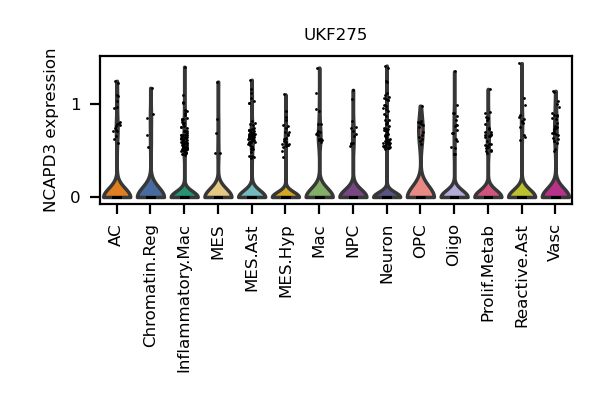 UKF275
NCAPD3 expression
1
0
AC
Chromatin.Reg
Inflammatory.Mac
MES
MES.Ast
MES.Hyp
Mac
NPC
Neuron
OPC
Oligo
Prolif.Metab
Reactive.Ast
Vasc